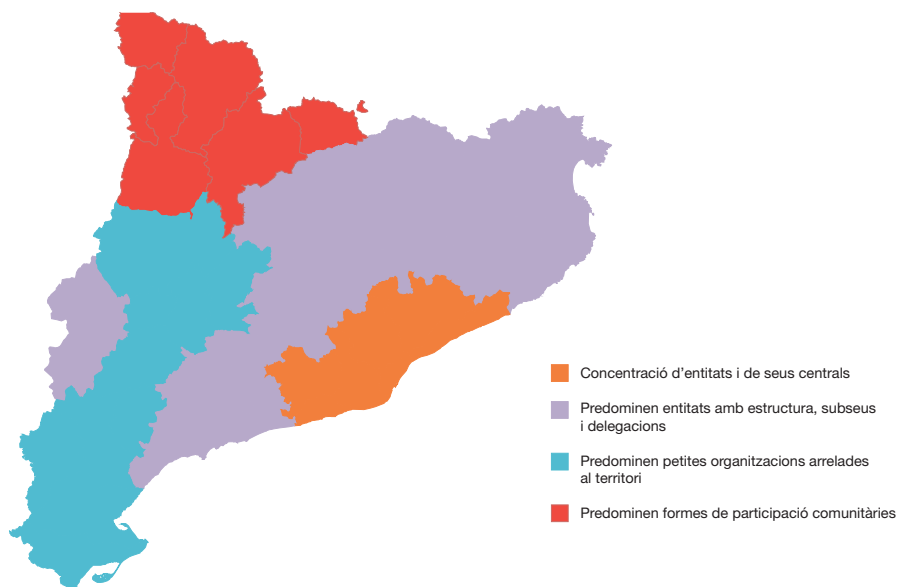 Concentració d’entitats i de seus centrals
Predominen entitats amb estructura, subseus
i delegacions
Predominen petites organitzacions arrelades
al territori
Predominen formes de participació comunitàries